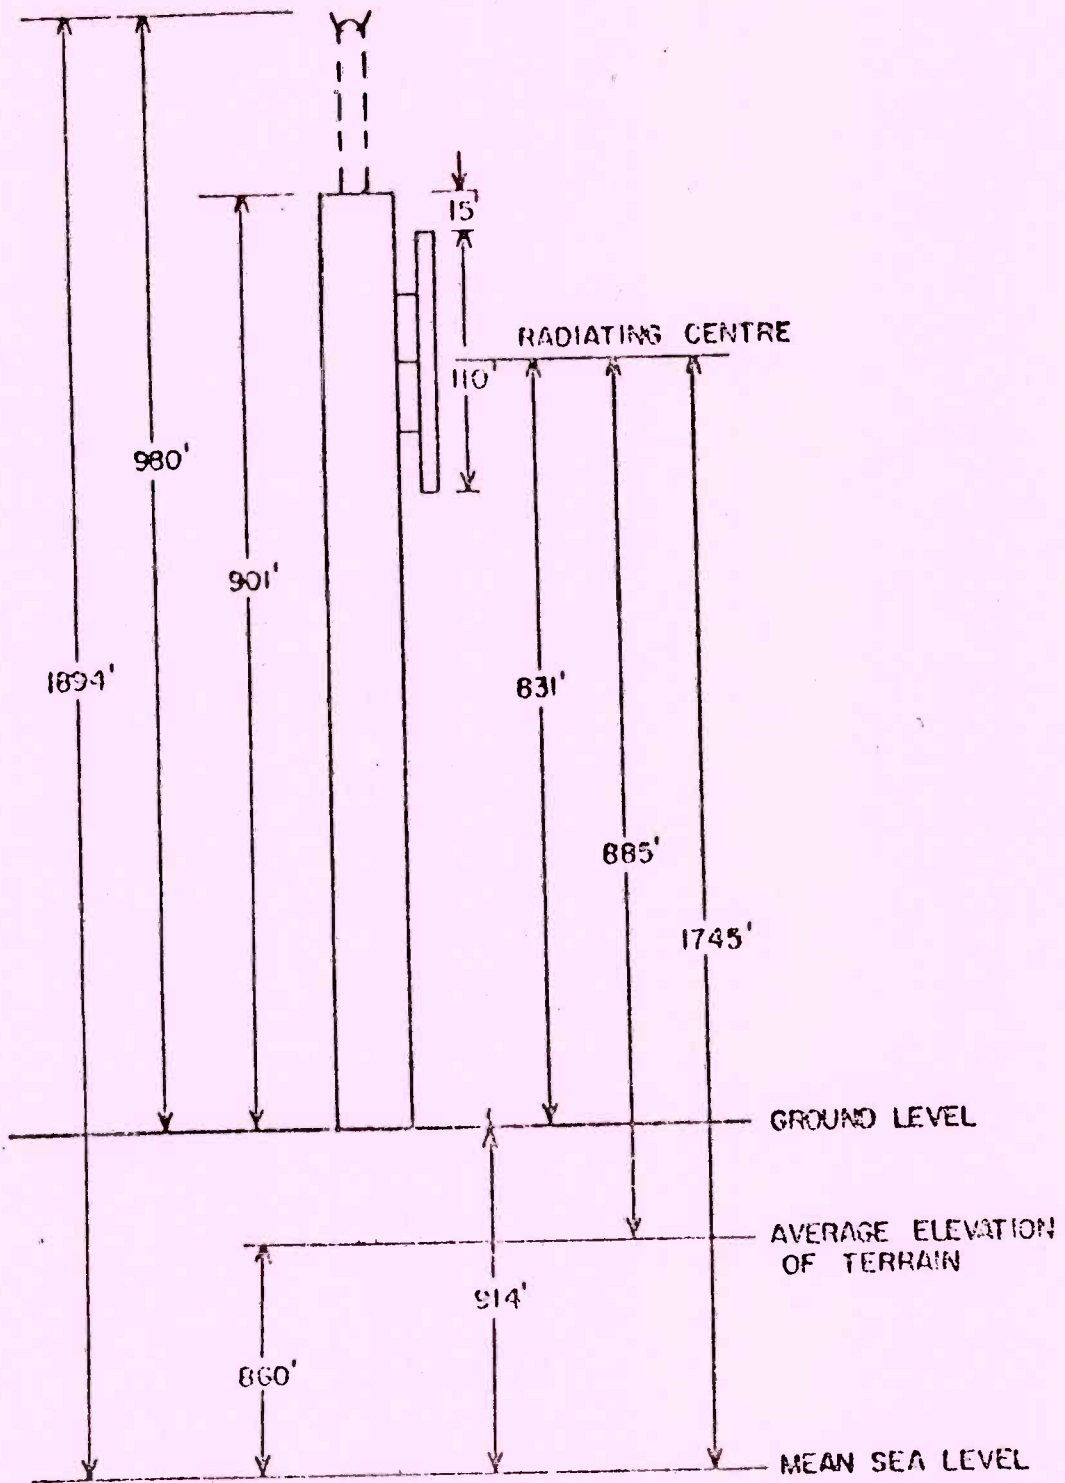 15'
RADIATING CENTRE
110'
980'
901'
1894'
831'
885'
1745'
GROUND LEVEL
AVERAGE ELEVATION
OF TERRAIN
914'
860'
MEAN SEA LEVEL